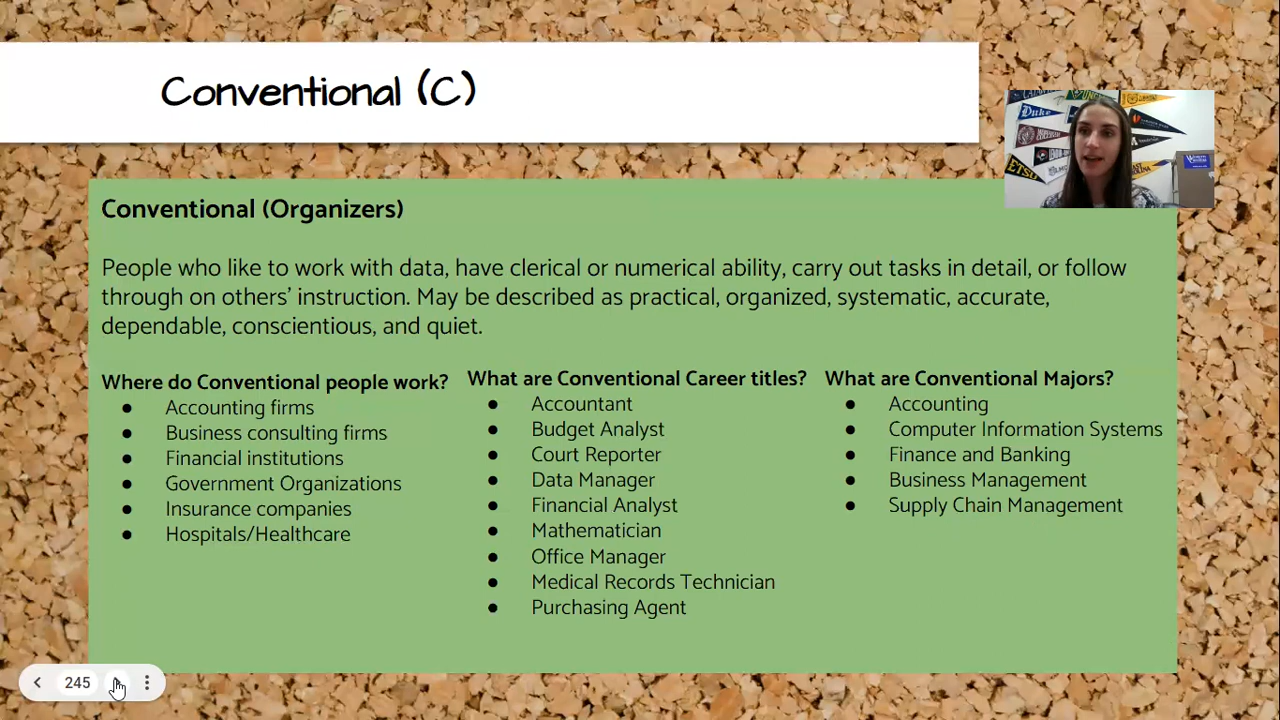 Conventional (C)
Duke
ETSU
Conventional (Organizers)
People who like to work with data, have clerical or numerical ability, carry out tasks in detail, or follow
through on others’ instruction. May be described as practical, organized, systematic, accurate,
dependable, conscientious, and quiet.
Where do Conventional people work?
● Accounting firms
● Business consulting firms
● Financial institutions
● Government Organizations
● Insurance companies
● Hospitals/Healthcare
What are Conventional Career titles?
● Accountant
● Budget Analyst
● Court Reporter
● Data Manager
● Financial Analyst
● Mathematician
● Office Manager
● Medical Records Technician
● Purchasing Agent
What are Conventional Majors?
● Accounting
● Computer Information Systems
● Finance and Banking
● Business Management
● Supply Chain Management
245